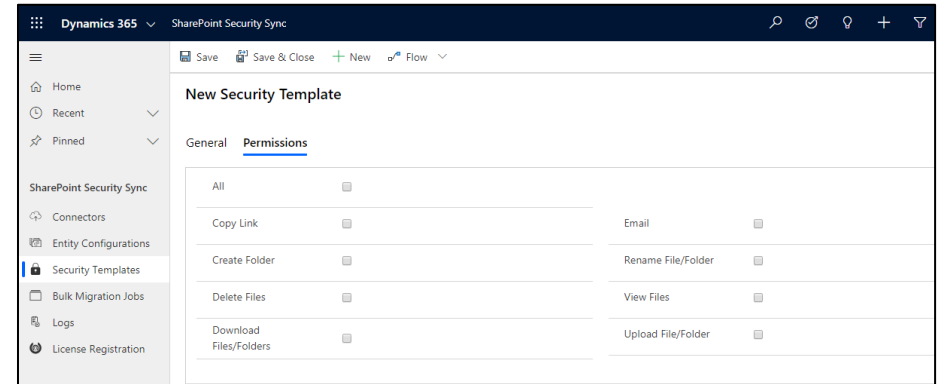 Dynamics 365 SharePoint Security Sync
Save Save & Close New Flow
Home
Recent
Pinned
SharePoint Security Sync
Connectors
Entity Configurations
Security Templates
Bulk Migration Jobs
Logs
License Registration
New Security Template
General Permissions
All
Copy Link Email
Create Folder Rename File/Folder
Delete Files View Files
Download
Files/Folders Upload File/Folder